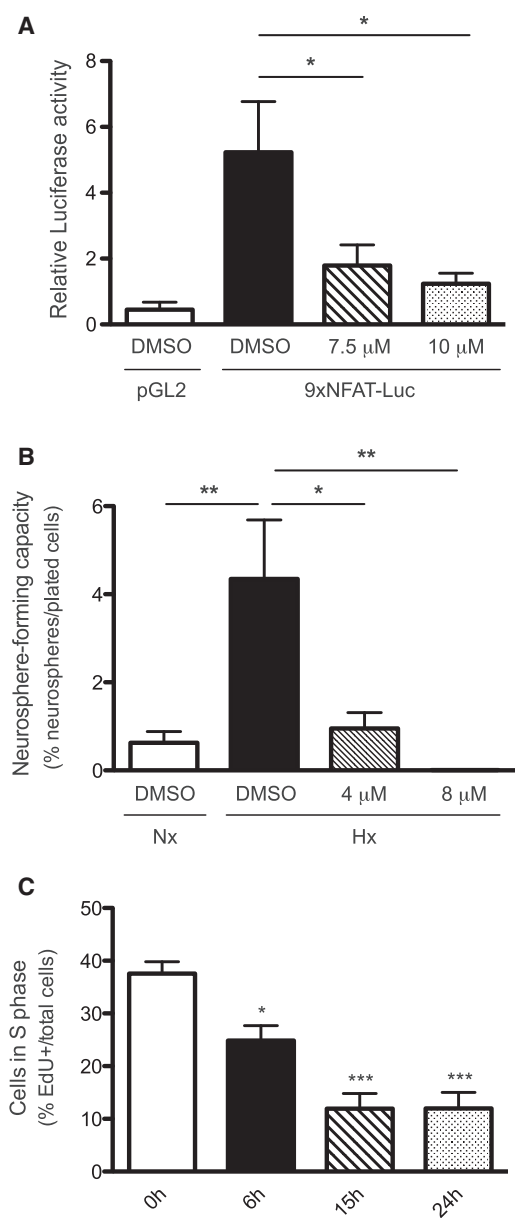 A
*
*
8
6
4
2
0
Relative Luciferase activity
DMSO DMSO 7.5 μM 10 μM
pGL2 9xNFAT-Luc
B
**
** *
6
4
2
0
Neurosphere-forming capacity
(% neurospheres/plated cells)
DMSO DMSO 4 μM 8 μM
Nx Hx
C
50
40
30
20
10
0
Cells in S phase
(% EdU+/total cells)
* *** ***
0h 6h 15h 24h